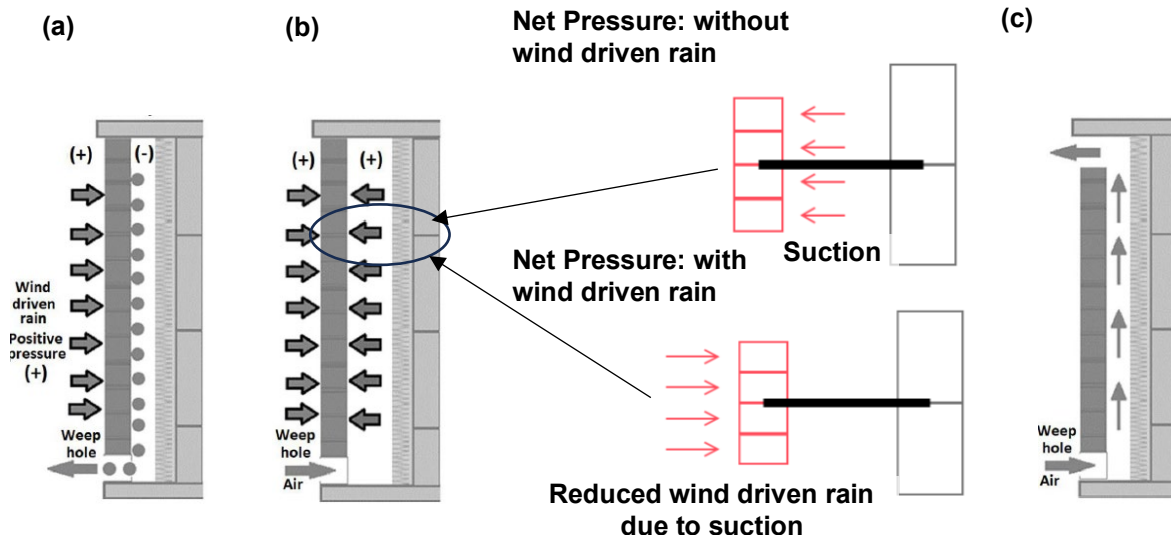 (a)
(+)
(-)
Wind
driven
rain
Positive
pressure
(+)
Weep
hole
(b)
(+)
(+)
Weep
hole
Air
Net Pressure: without
wind driven rain
Suction
Net Pressure: with
wind driven rain
Reduced wind driven rain
due to suction
(c)
Weep
hole
Air